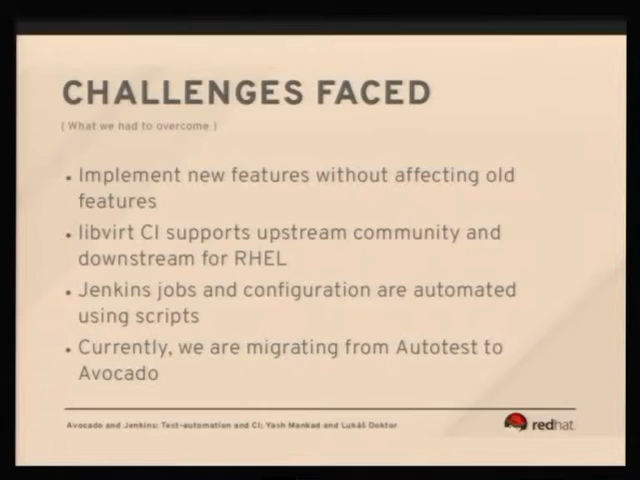 CHALLENGES FACED
( What we had to overcome )
• Implement new features without affecting old
features
• libvirt CI supports upstream community and
downstream for RHEL
• Jenkins jobs and configuration are automated
using scripts
• Currently, we are migrating from Autotest to
Avocado
Avocado and Jenkins: Test-automation and CI; Yash Mankad and Lukáš Doktor
redhat.